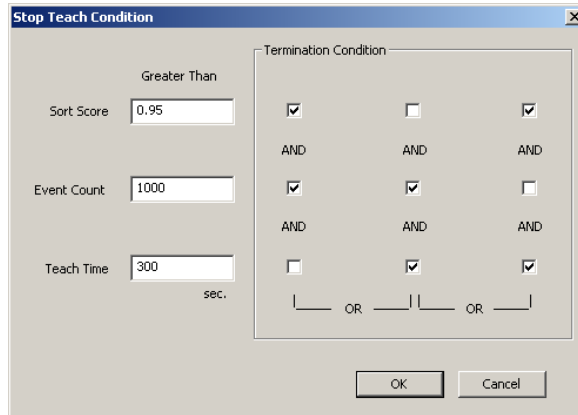 Stop Teach Condition
Termination Condition
Greater Than
Sort Score 0.95
AND AND AND
Event Count 1000
AND AND AND
Teach Time 300
sec.
OR OR
OK Cancel